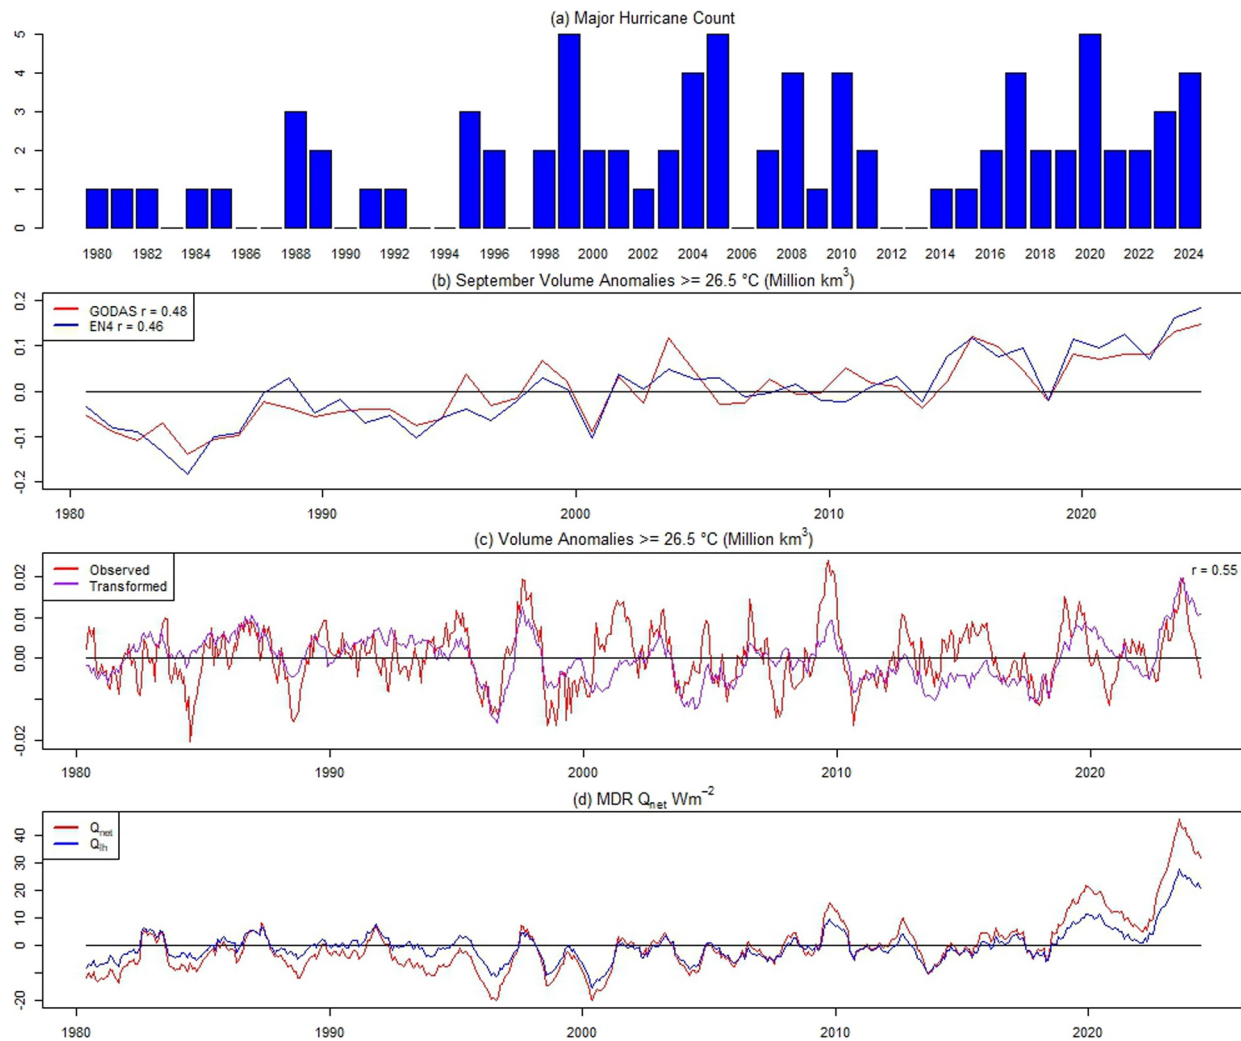 (a) Major Hurricane Count
5
4
3
2
1
0
1980 1982 1984 1986 1988 1990 1992 1994 1996 1998 2000 2002 2004 2006 2008 2010 2012 2014 2016 2018 2020 2022 2024
(b) September Volume Anomalies >= 26.5 °C (Million km³)
GODAS r = 0.48
EN4 r = 0.46
0.2
0.1
0.0
-0.1
-0.2
1980 1990 2000 2010 2020
(c) Volume Anomalies >= 26.5 °C (Million km³)
Observed
Transformed
r = 0.55
0.02
0.01
0.00
-0.02
1980 1990 2000 2010 2020
(d) MDR Qnet Wm⁻²
Qnet
Qlh
40
30
20
10
0
-20
1980 1990 2000 2010 2020